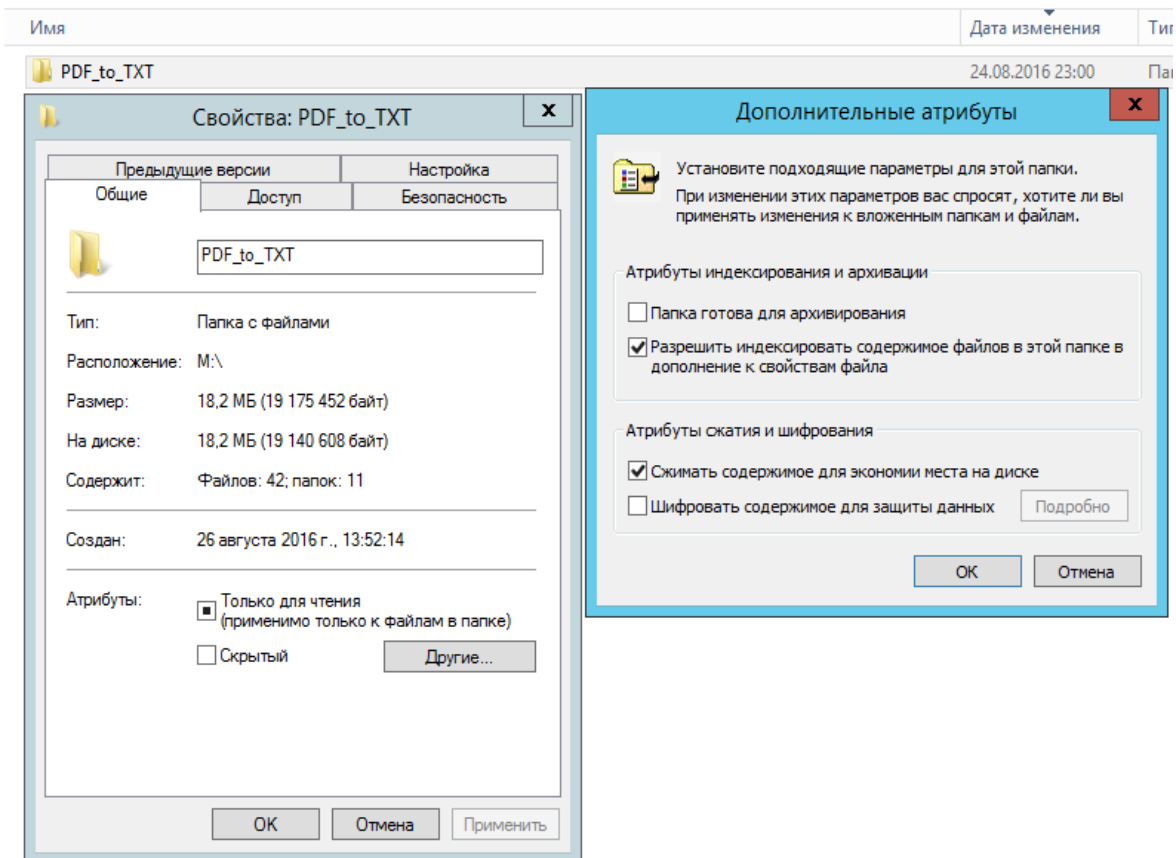 Имя Дата изменения
PDF_to_TXT 24.08.2016 23:00
Свойства: PDF_to_TXT
Предыдущие версии Настройка
Общие Доступ Безопасность
PDF_to_TXT
Тип: Папка с файлами
Расположение: M:\
Размер: 18,2 МБ (19 175 452 байт)
На диске: 18,2 МБ (19 140 608 байт)
Содержит: Файлов: 42; папок: 11
Создан: 26 августа 2016 г., 13:52:14
Атрибуты: Только для чтения
(применимо только к файлам в папке)
Скрытый Другие...
ОК Отмена Применить
Дополнительные атрибуты
Установите подходящие параметры для этой папки.
При изменении этих параметров вас спросят, хотите ли вы
применять изменения к вложенным папкам и файлам.
Атрибуты индексирования и архивации
Папка готова для архивирования
Разрешить индексировать содержимое файлов в этой папке в
дополнение к свойствам файла
Атрибуты сжатия и шифрования
Сжимать содержимое для экономии места на диске
Шифровать содержимое для защиты данных Подробно
ОК Отмена